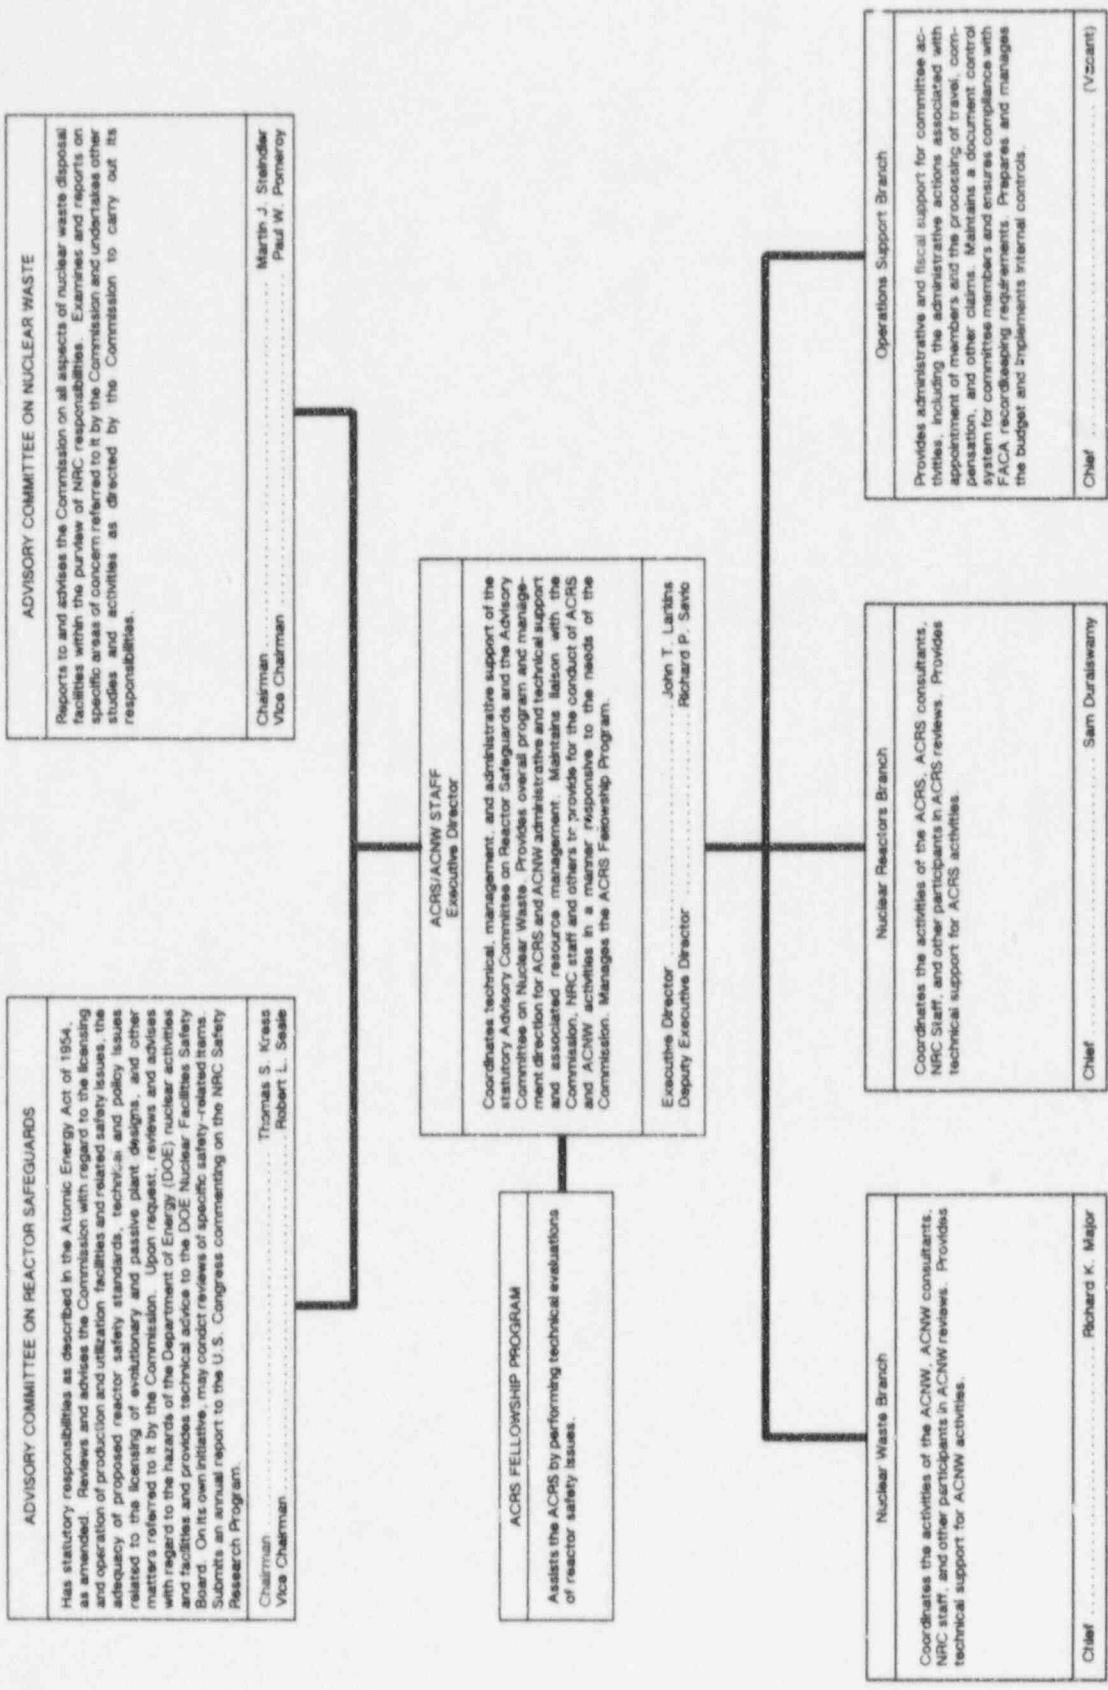 ADVISORY COMMITTEE ON REACTOR SAFEGUARDS
Has statutory responsibilities as described in the Atomic Energy Act of 1954,
as amended. Reviews and advises the Commission with regard to the licensing
and operation of production and utilization facilities and related safety issues, the
adequacy of proposed reactor safety standards, technical and policy issues
related to the licensing of evolutionary and passive plant designs, and other
matters referred to it by the Commission. Upon request, reviews and advises
with regard to the hazards of the Department of Energy (DOE) nuclear activities
and facilities and provides technical advice to the DOE Nuclear Facilities Safety
Board. On its own initiative, may conduct reviews of specific safety-related items.
Submits an annual report to the U.S. Congress commenting on the NRC Safety
Research Program.
Chairman .......... Thomas S. Kress
Vice Chairman .......... Robert L. Seale
ADVISORY COMMITTEE ON NUCLEAR WASTE
Reports to and advises the Commission on all aspects of nuclear waste disposal
facilities within the purview of NRC responsibilities. Examines and reports on
specific areas of concern referred to it by the Commission and undertakes other
studies and activities as directed by the Commission to carry out its
responsibilities.
Chairman .......... Martin J. Steindler
Vice Chairman .......... Paul W. Pomeroy
ACRS/ACNW STAFF
Executive Director
Coordinates technical, management, and administrative support of the
statutory Advisory Committee on Reactor Safeguards and the Advisory
Committee on Nuclear Waste. Provides overall program and manage-
ment direction for ACRS and ACNW administrative and technical support
and associated resource management. Maintains liaison with the
Commission, NRC staff and others to provide for the conduct of ACRS
and ACNW activities in a manner responsive to the needs of the
Commission. Manages the ACRS Fellowship Program.
Executive Director .......... John T. Larkins
Deputy Executive Director .......... Richard P. Savio
ACRS FELLOWSHIP PROGRAM
Assists the ACRS by performing technical evaluations
of reactor safety issues.
Nuclear Waste Branch
Coordinates the activities of the ACNW, ACNW consultants,
NRC staff, and other participants in ACNW reviews. Provides
technical support for ACNW activities.
Chief .......... Richard K. Major
Nuclear Reactors Branch
Coordinates the activities of the ACRS, ACRS consultants,
NRC Staff, and other participants in ACRS reviews. Provides
technical support for ACRS activities.
Chief .......... Sam Duraiswamy
Operations Support Branch
Provides administrative and fiscal support for committee ac-
tivities, including the administrative actions associated with
appointment of members and the processing of travel, com-
pensation, and other claims. Maintains a document control
system for committee members and ensures compliance with
FACA recordkeeping requirements. Prepares and manages
the budget and implements internal controls.
Chief .......... (Vacant)